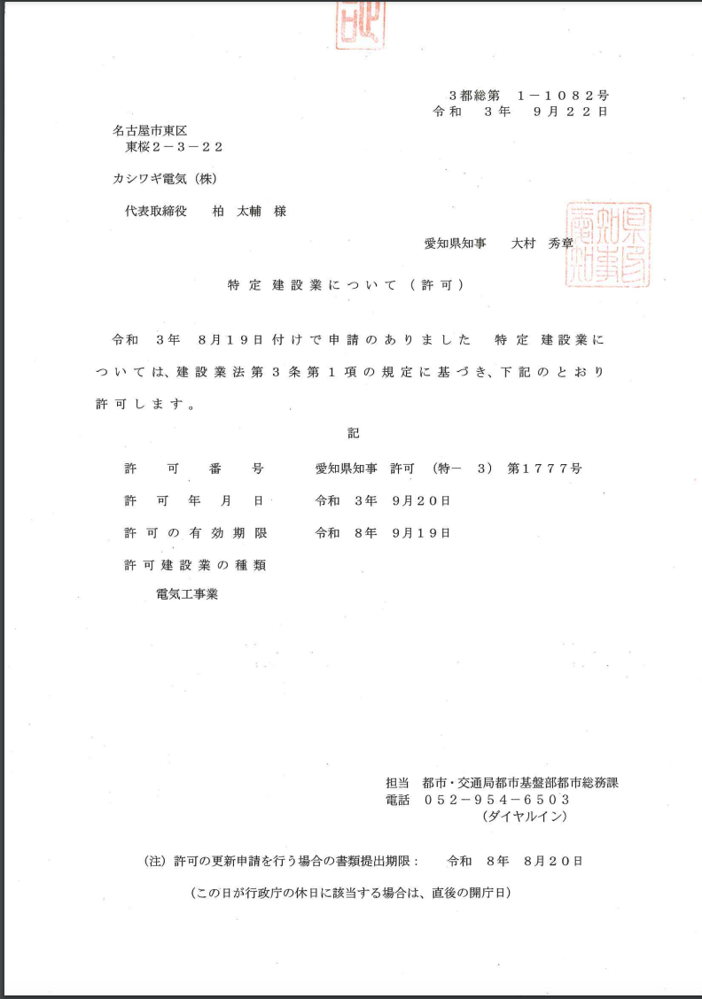 3都総第 1－1082号
令和 3年 9月22日
名古屋市東区
東桜2－3－22
カシワギ電気（株）
代表取締役 柏 太輔 様
愛知県知事 大村 秀章
愛知県知事
特定 建設業について（許可）
令和 3年 8月19日付けで申請のありました 特定 建設業に
ついては、建設業法第3条第1項の規定に基づき、下記のとおり
許可します。
記
許可番号 愛知県知事 許可 （特－ 3） 第1777号
許可年月日 令和 3年 9月20日
許可の有効期限 令和 8年 9月19日
許可建設業の種類
電気工事業
担当 都市・交通局都市基盤部都市総務課
電話 052－954－6503
（ダイヤルイン）
（注）許可の更新申請を行う場合の書類提出期限： 令和 8年 8月20日
（この日が行政庁の休日に該当する場合は、直後の開庁日）